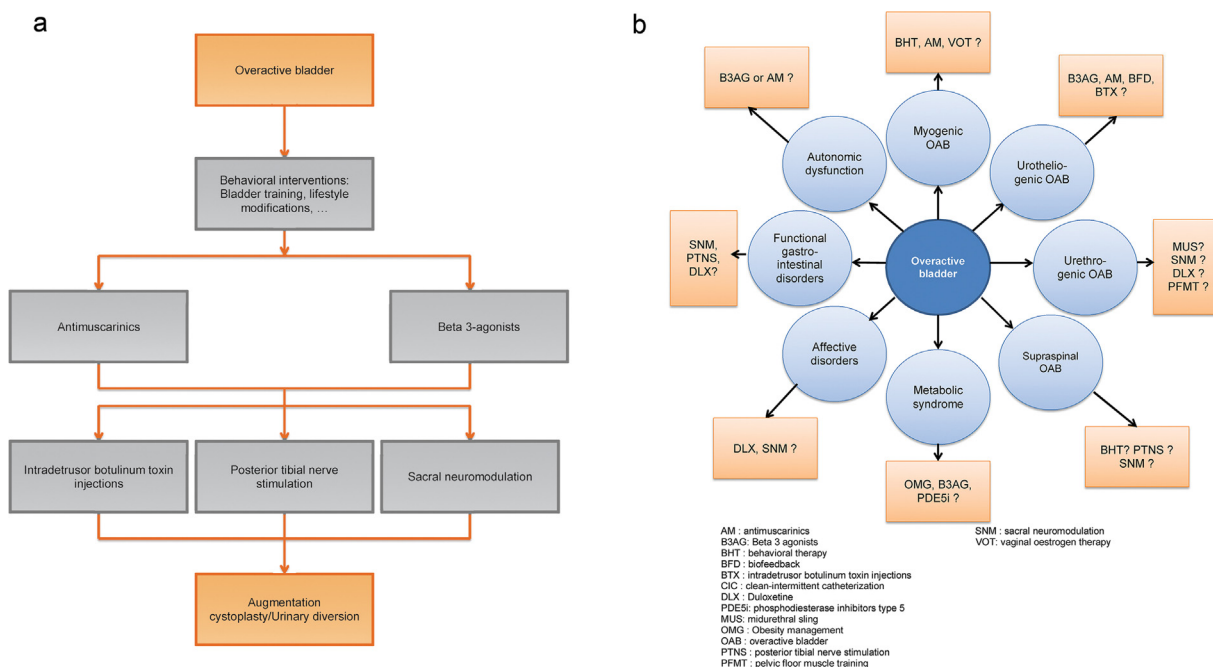 a
Overactive bladder
Behavioral interventions:
Bladder training, lifestyle
modifications, …
Antimuscarinics
Beta 3-agonists
Intradetrusor botulinum toxin
injections
Posterior tibial nerve
stimulation
Sacral neuromodulation
Augmentation
cystoplasty/Urinary diversion
b
B3AG or AM ?
BHT, AM, VOT ?
B3AG, AM, BFD,
BTX ?
Autonomic
dysfunction
Myogenic
OAB
Urothelio-
genic OAB
SNM,
PTNS,
DLX?
Functional
gastro-
intestinal
disorders
Overactive
bladder
Urethro-
genic OAB
MUS?
SNM ?
DLX ?
PFMT ?
Affective
disorders
Metabolic
syndrome
Supraspinal
OAB
DLX, SNM ?
OMG, B3AG,
PDE5i ?
BHT? PTNS ?
SNM ?
AM : antimuscarinics
B3AG: Beta 3 agonists
BHT : behavioral therapy
BFD : biofeedback
BTX : intradetrusor botulinum toxin injections
CIC : clean-intermittent catheterization
DLX : Duloxetine
PDE5i: phosphodiesterase inhibitors type 5
MUS: midurethral sling
OMG : Obesity management
OAB : overactive bladder
PTNS : posterior tibial nerve stimulation
PFMT : pelvic floor muscle training
SNM : sacral neuromodulation
VOT: vaginal oestrogen therapy